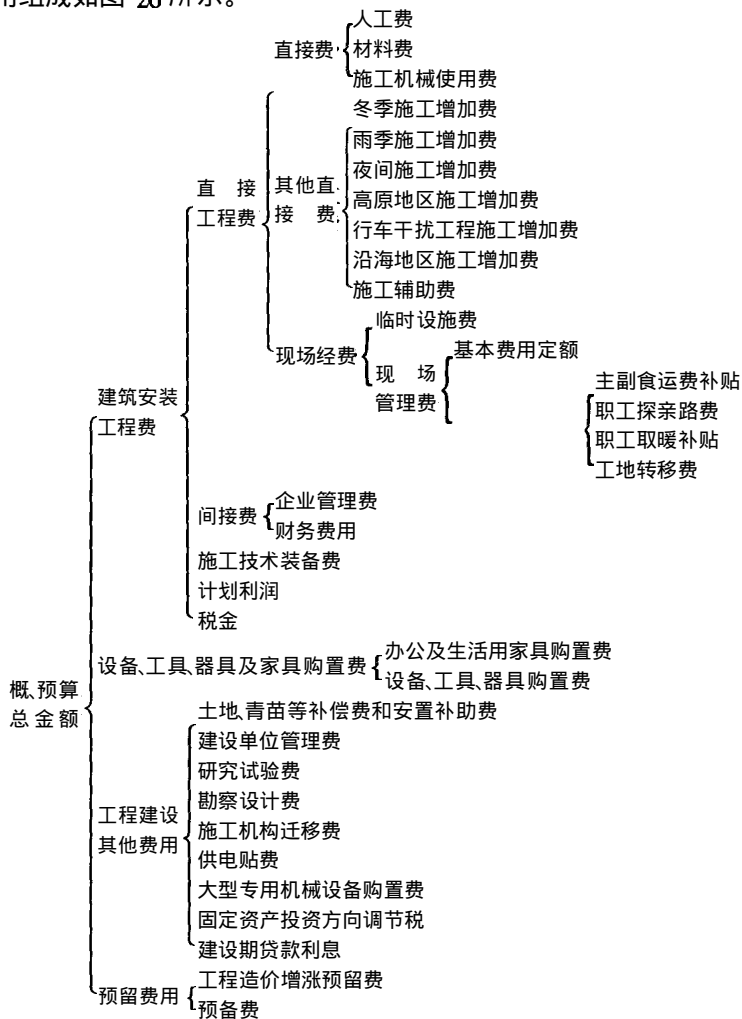 用组成如图 20 所示。
人工费
直接费
材料费
施工机械使用费
冬季施工增加费
雨季施工增加费
夜间施工增加费
直 接
其他直
高原地区施工增加费
工程费
接 费
行车干扰工程施工增加费
沿海地区施工增加费
施工辅助费
临时设施费
现场经费
基本费用定额
现 场
管理费
主副食运费补贴
建筑安装
工程费
职工探亲路费
职工取暖补贴
工地转移费
间接费
企业管理费
财务费用
施工技术装备费
计划利润
税金
设备、工具、器具及家具购置费
办公及生活用家具购置费
设备、工具、器具购置费
概、预算
总金额
土地、青苗等补偿费和安置补助费
建设单位管理费
研究试验费
勘察设计费
工程建设
其他费用
施工机构迁移费
供电贴费
大型专用机械设备购置费
固定资产投资方向调节税
建设期贷款利息
预留费用
工程造价增涨预留费
预备费